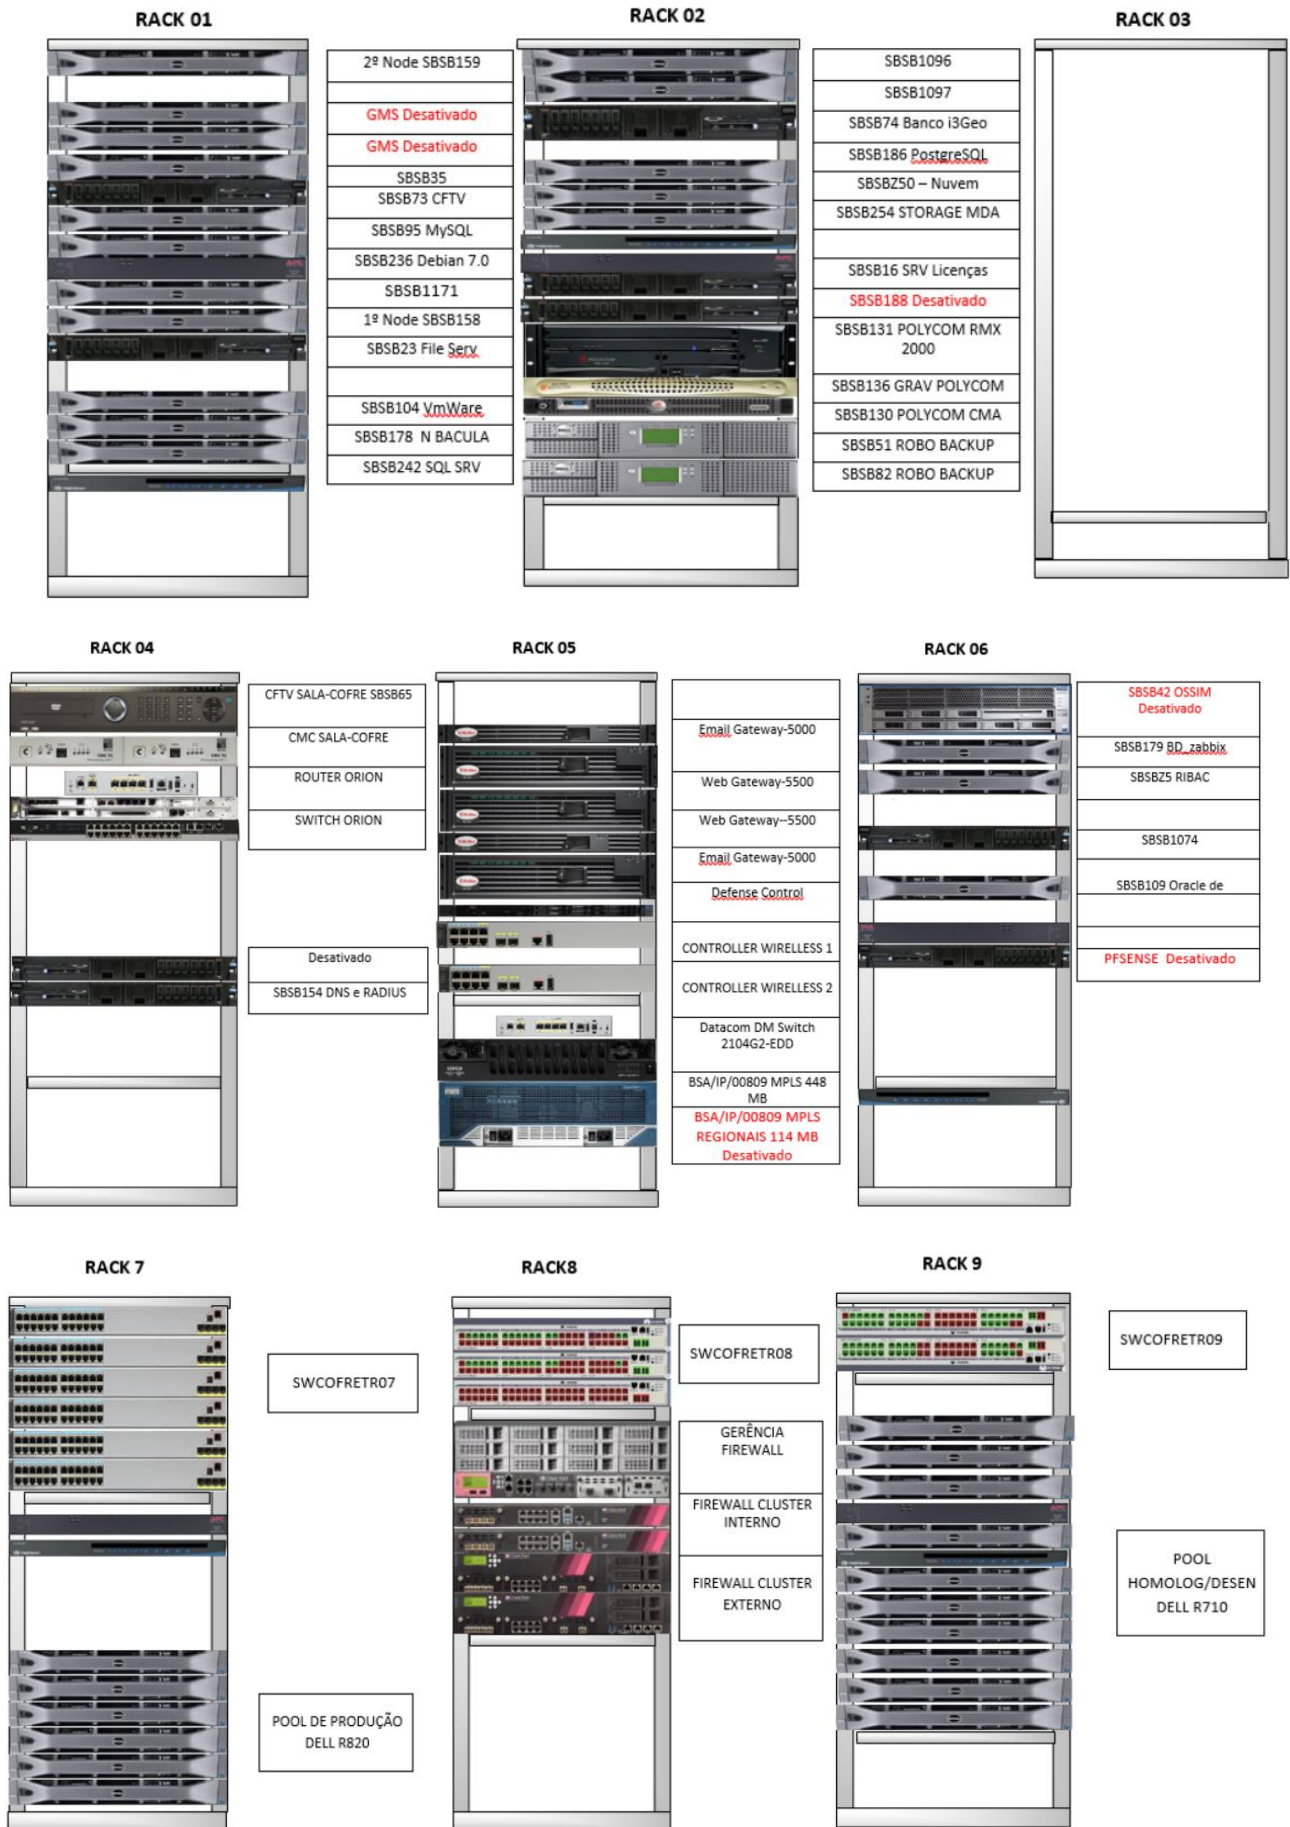 RACK 01
2º Node SBSB159
GMS Desativado
GMS Desativado
SBSB35
SBSB73 CFTV
SBSB95 MySQL
SBSB236 Debian 7.0
SBSB1171
1º Node SBSB158
SBSB23 File Serv
SBSB104 VmWare
SBSB178 N BACULA
SBSB242 SQL SRV
RACK 02
SBSB1096
SBSB1097
SBSB74 Banco i3Geo
SBSB186 PostgreSQL
SBSBZ50 – Nuvem
SBSB254 STORAGE MDA
SBSB16 SRV Licenças
SBSB188 Desativado
SBSB131 POLYCOM RMX
2000
SBSB136 GRAV POLYCOM
SBSB130 POLYCOM CMA
SBSB51 ROBO BACKUP
SBSB82 ROBO BACKUP
RACK 03
RACK 04
CFTV SALA-COFRE SBSB65
CMC SALA-COFRE
ROUTER ORION
SWITCH ORION
Desativado
SBSB154 DNS e RADIUS
RACK 05
Email Gateway-5000
Web Gateway-5500
Web Gateway--5500
Email Gateway-5000
Defense Control
CONTROLLER WIRELLESS 1
CONTROLLER WIRELLESS 2
Datacom DM Switch
2104G2-EDD
BSA/IP/00809 MPLS 448
MB
BSA/IP/00809 MPLS
REGIONAIS 114 MB
Desativado
RACK 06
SBSB42 OSSIM
Desativado
SBSB179 BD_zabbix
SBSBZ5 RIBAC
SBSB1074
SBSB109 Oracle de
PFSENSE Desativado
RACK 7
SWCOFRETR07
POOL DE PRODUÇÃO
DELL R820
RACK8
SWCOFRETR08
GERÊNCIA
FIREWALL
FIREWALL CLUSTER
INTERNO
FIREWALL CLUSTER
EXTERNO
RACK 9
SWCOFRETR09
POOL
HOMOLOG/DESEN
DELL R710